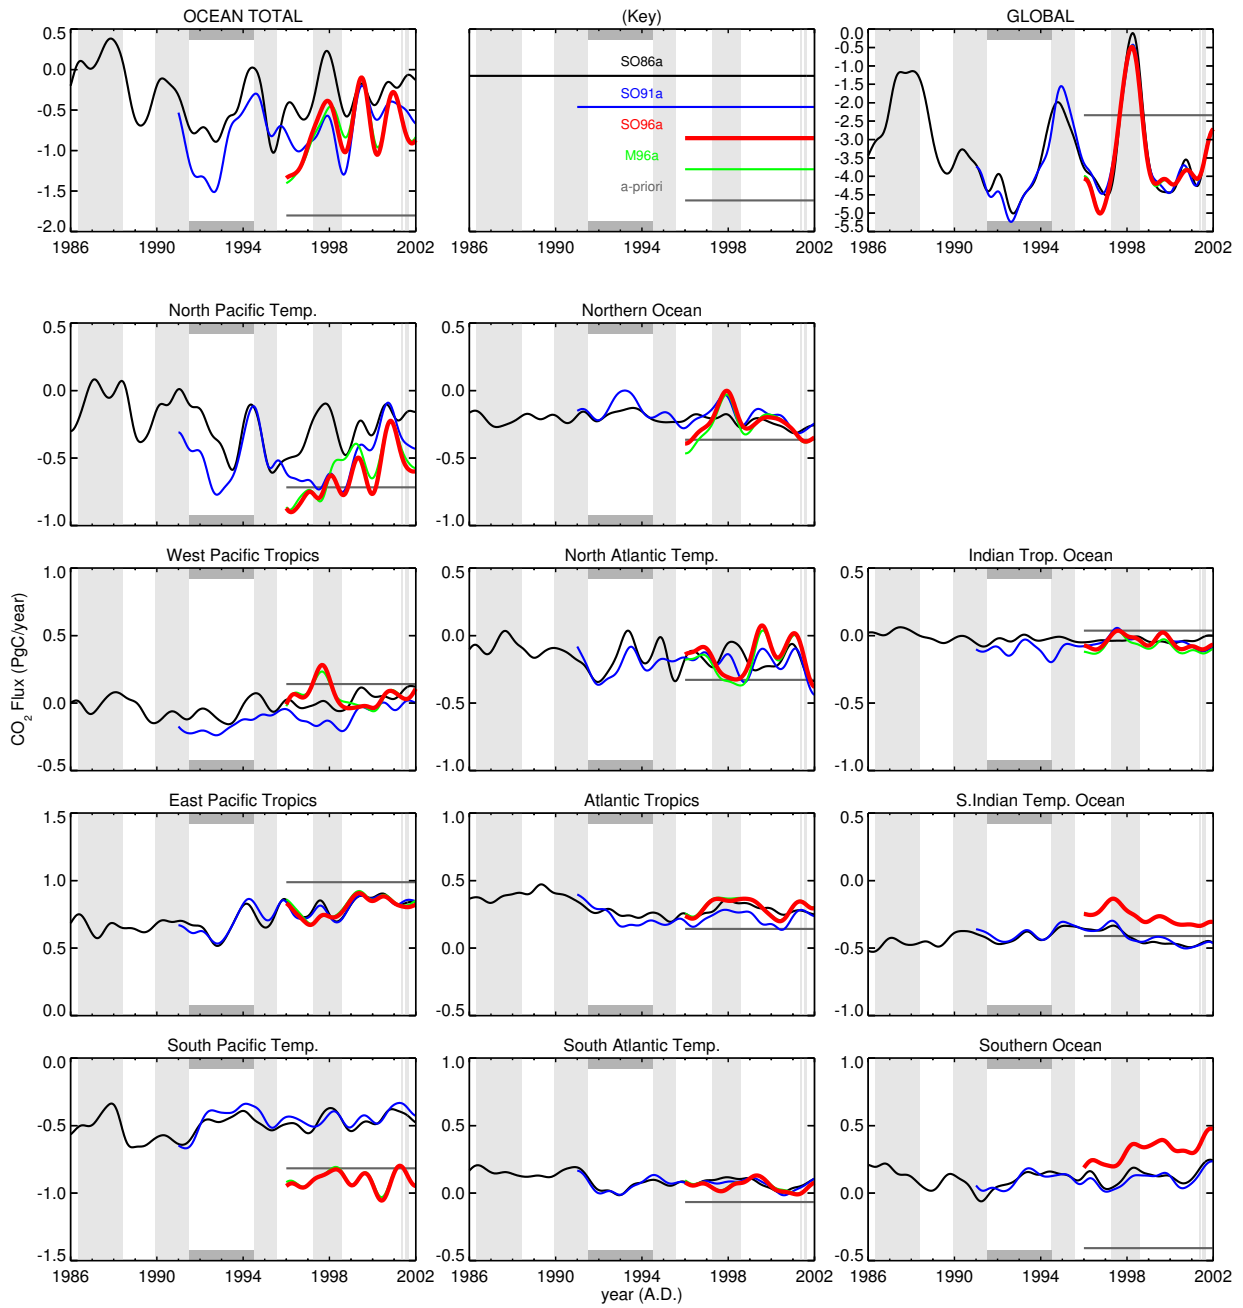 OCEAN TOTAL
(Key)
GLOBAL
0.5
0.0
-0.5
-1.0
-1.5
-2.0
1986 1990 1994 1998 2002
SO86a
SO91a
SO96a
M96a
a-priori
1986 1990 1994 1998 2002
0.0
-0.5
-1.0
-1.5
-2.0
-2.5
-3.0
-3.5
-4.0
-4.5
-5.0
-5.5
1986 1990 1994 1998 2002
North Pacific Temp.
0.5
0.0
-0.5
-1.0
Northern Ocean
0.5
0.0
-0.5
-1.0
CO2 Flux (PgC/year)
West Pacific Tropics
1.0
0.5
0.0
-0.5
North Atlantic Temp.
0.5
0.0
-0.5
-1.0
Indian Trop. Ocean
0.5
0.0
-0.5
-1.0
East Pacific Tropics
1.5
1.0
0.5
0.0
Atlantic Tropics
1.0
0.5
0.0
-0.5
S.Indian Temp. Ocean
0.5
0.0
-0.5
-1.0
South Pacific Temp.
0.0
-0.5
-1.0
-1.5
1986 1990 1994 1998 2002
South Atlantic Temp.
1.0
0.5
0.0
-0.5
1986 1990 1994 1998 2002
year (A.D.)
Southern Ocean
1.0
0.5
0.0
-0.5
1986 1990 1994 1998 2002